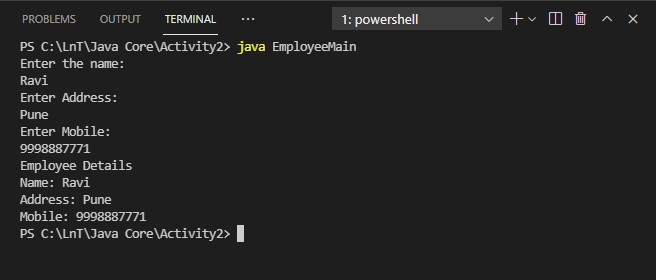 PROBLEMS OUTPUT TERMINAL ... 1: powershell
PS C:\LnT\Java Core\Activity2> java EmployeeMain
Enter the name:
Ravi
Enter Address:
Pune
Enter Mobile:
9998887771
Employee Details
Name: Ravi
Address: Pune
Mobile: 9998887771
PS C:\LnT\Java Core\Activity2>